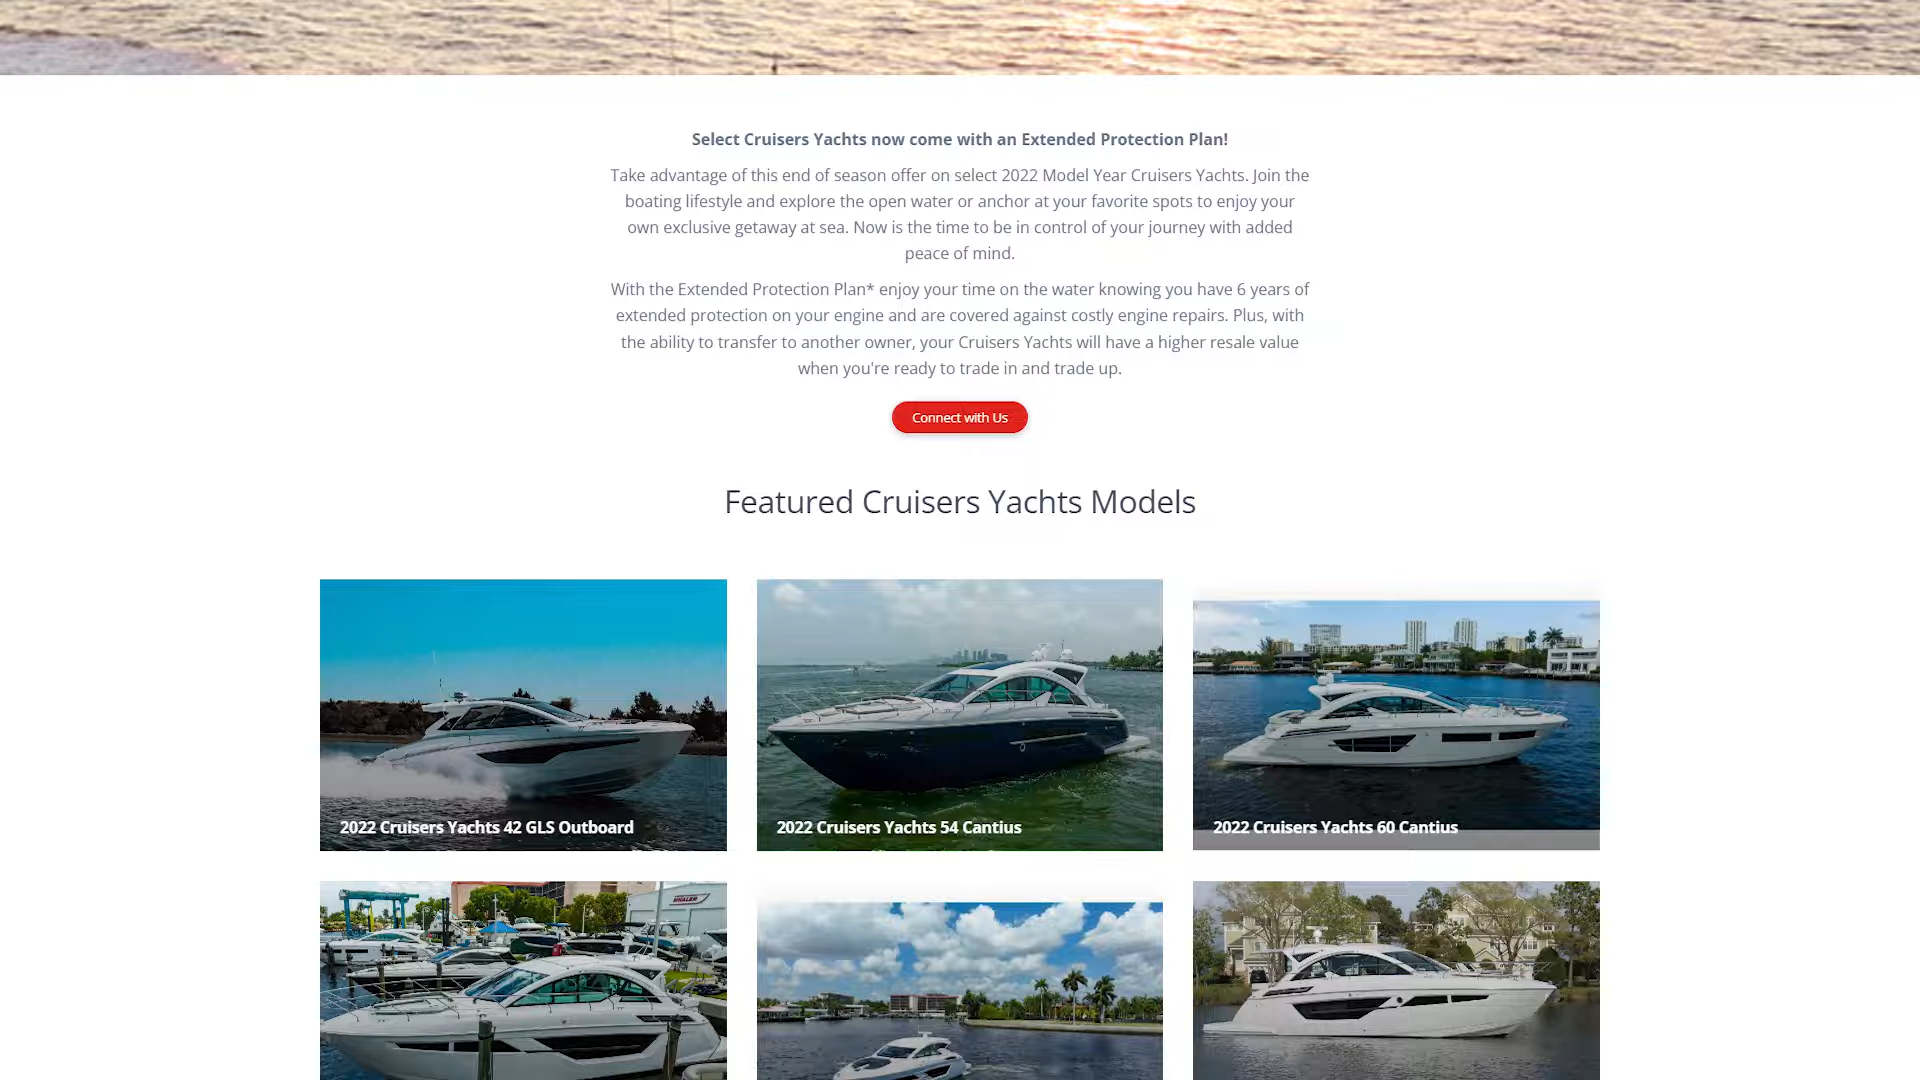 Select Cruisers Yachts now come with an Extended Protection Plan!
Take advantage of this end of season offer on select 2022 Model Year Cruisers Yachts. Join the
boating lifestyle and explore the open water or anchor at your favorite spots to enjoy your
own exclusive getaway at sea. Now is the time to be in control of your journey with added
peace of mind.
With the Extended Protection Plan* enjoy your time on the water knowing you have 6 years of
extended protection on your engine and are covered against costly engine repairs. Plus, with
the ability to transfer to another owner, your Cruisers Yachts will have a higher resale value
when you're ready to trade in and trade up.
Connect with Us
Featured Cruisers Yachts Models
2022 Cruisers Yachts 42 GLS Outboard
2022 Cruisers Yachts 54 Cantius
2022 Cruisers Yachts 60 Cantius
WHALER